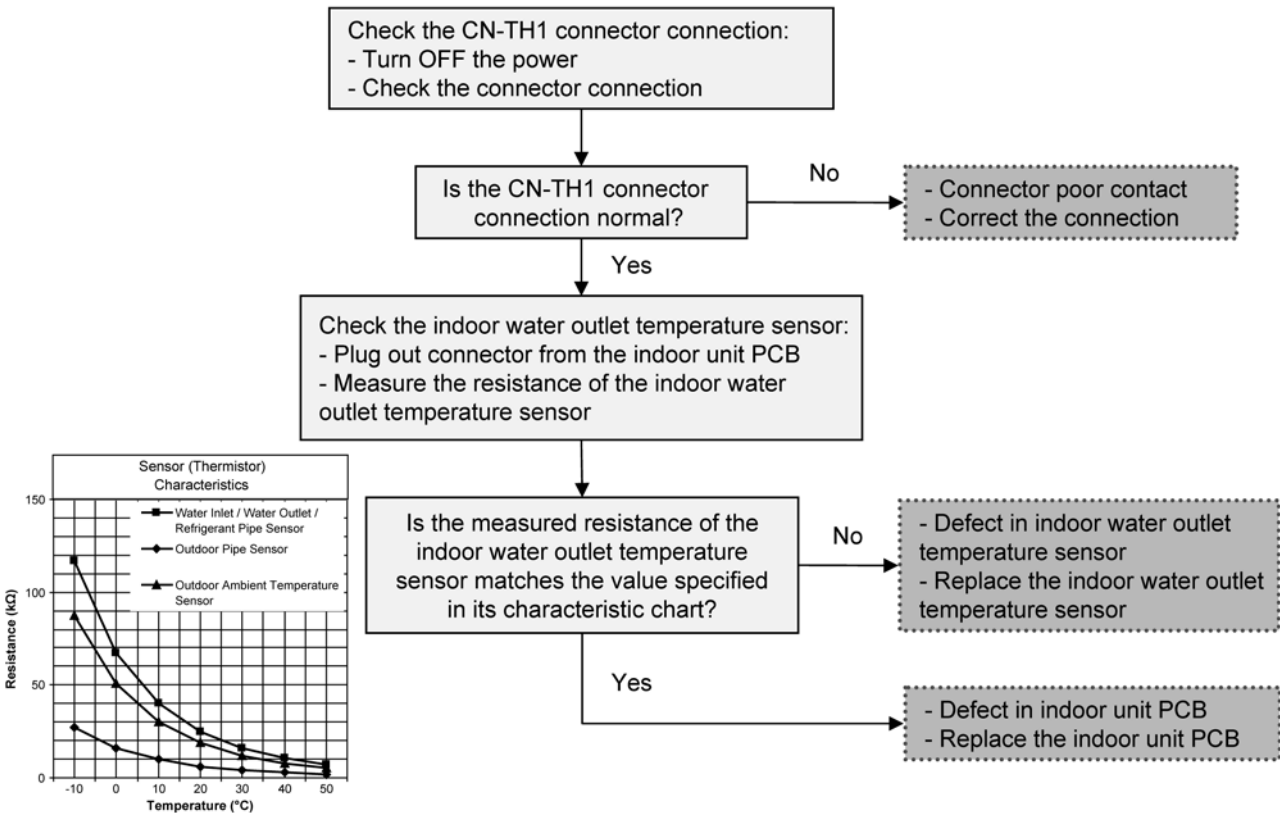 Check the CN-TH1 connector connection:
- Turn OFF the power
- Check the connector connection
Is the CN-TH1 connector
connection normal?
No
- Connector poor contact
- Correct the connection
Yes
Check the indoor water outlet temperature sensor:
- Plug out connector from the indoor unit PCB
- Measure the resistance of the indoor water
outlet temperature sensor
Is the measured resistance of the
indoor water outlet temperature
sensor matches the value specified
in its characteristic chart?
No
- Defect in indoor water outlet
temperature sensor
- Replace the indoor water outlet
temperature sensor
Yes
- Defect in indoor unit PCB
- Replace the indoor unit PCB
Sensor (Thermistor)
Characteristics
Water Inlet / Water Outlet /
Refrigerant Pipe Sensor
Outdoor Pipe Sensor
Outdoor Ambient Temperature
Sensor
Resistance (kΩ)
150
100
50
0
-10 0 10 20 30 40 50
Temperature (°C)